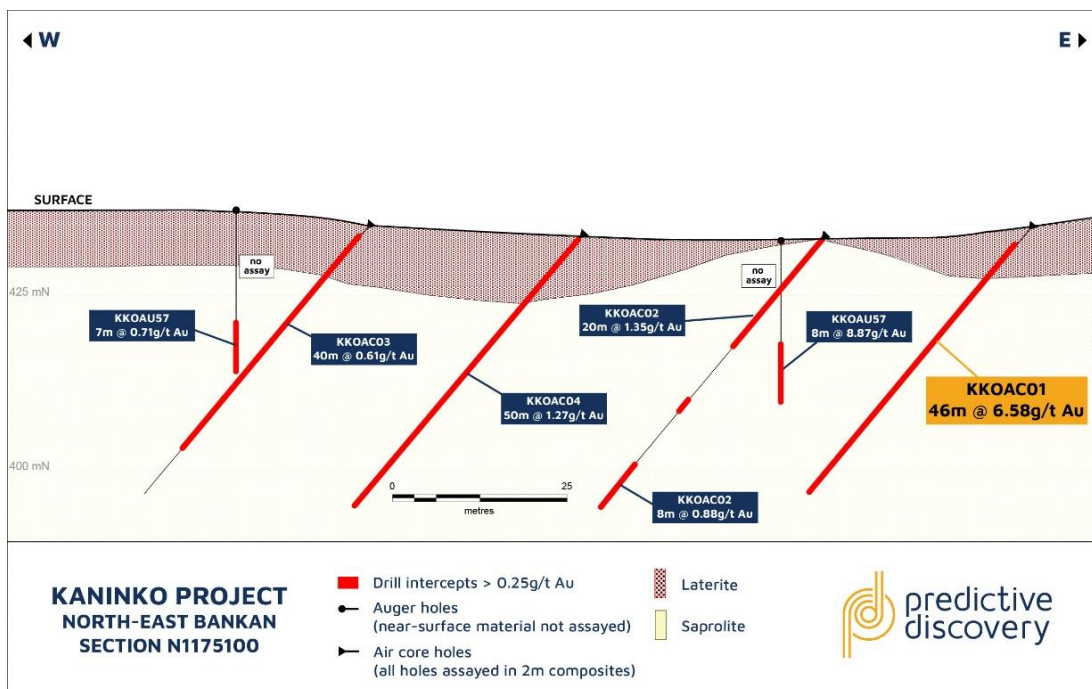 W
E
SURFACE
no
assay
425 mN
KKOAU57
7m @ 0.71g/t Au
KKOAC03
40m @ 0.61g/t Au
KKOAC04
50m @ 1.27g/t Au
KKOAC02
20m @ 1.35g/t Au
no
assay
KKOAU57
8m @ 8.87g/t Au
KKOAC01
46m @ 6.58g/t Au
400 mN
0 25
metres
KKOAC02
8m @ 0.88g/t Au
KANINKO PROJECT
NORTH-EAST BANKAN
SECTION N1175100
Drill intercepts > 0.25g/t Au
Auger holes
(near-surface material not assayed)
Air core holes
(all holes assayed in 2m composites)
Laterite
Saprolite
predictive
discovery